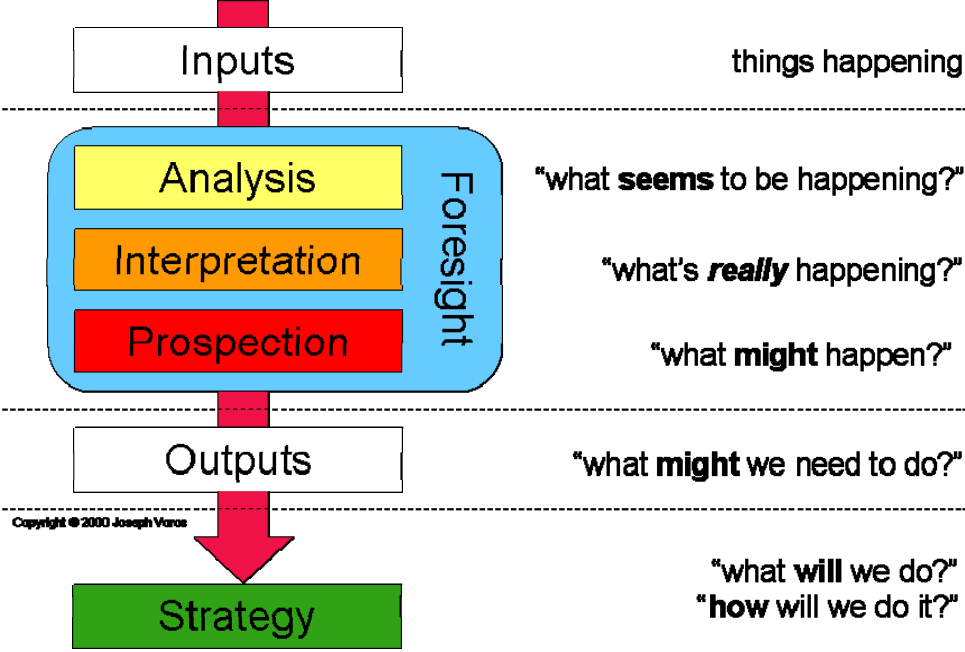 Inputs
things happening
Analysis
“what seems to be happening?”
Foresight
Interpretation
“what's really happening?”
Prospection
“what might happen?”
Outputs
“what might we need to do?”
Copyright © 2000 Joseph Voros
“what will we do?”
“how will we do it?”
Strategy